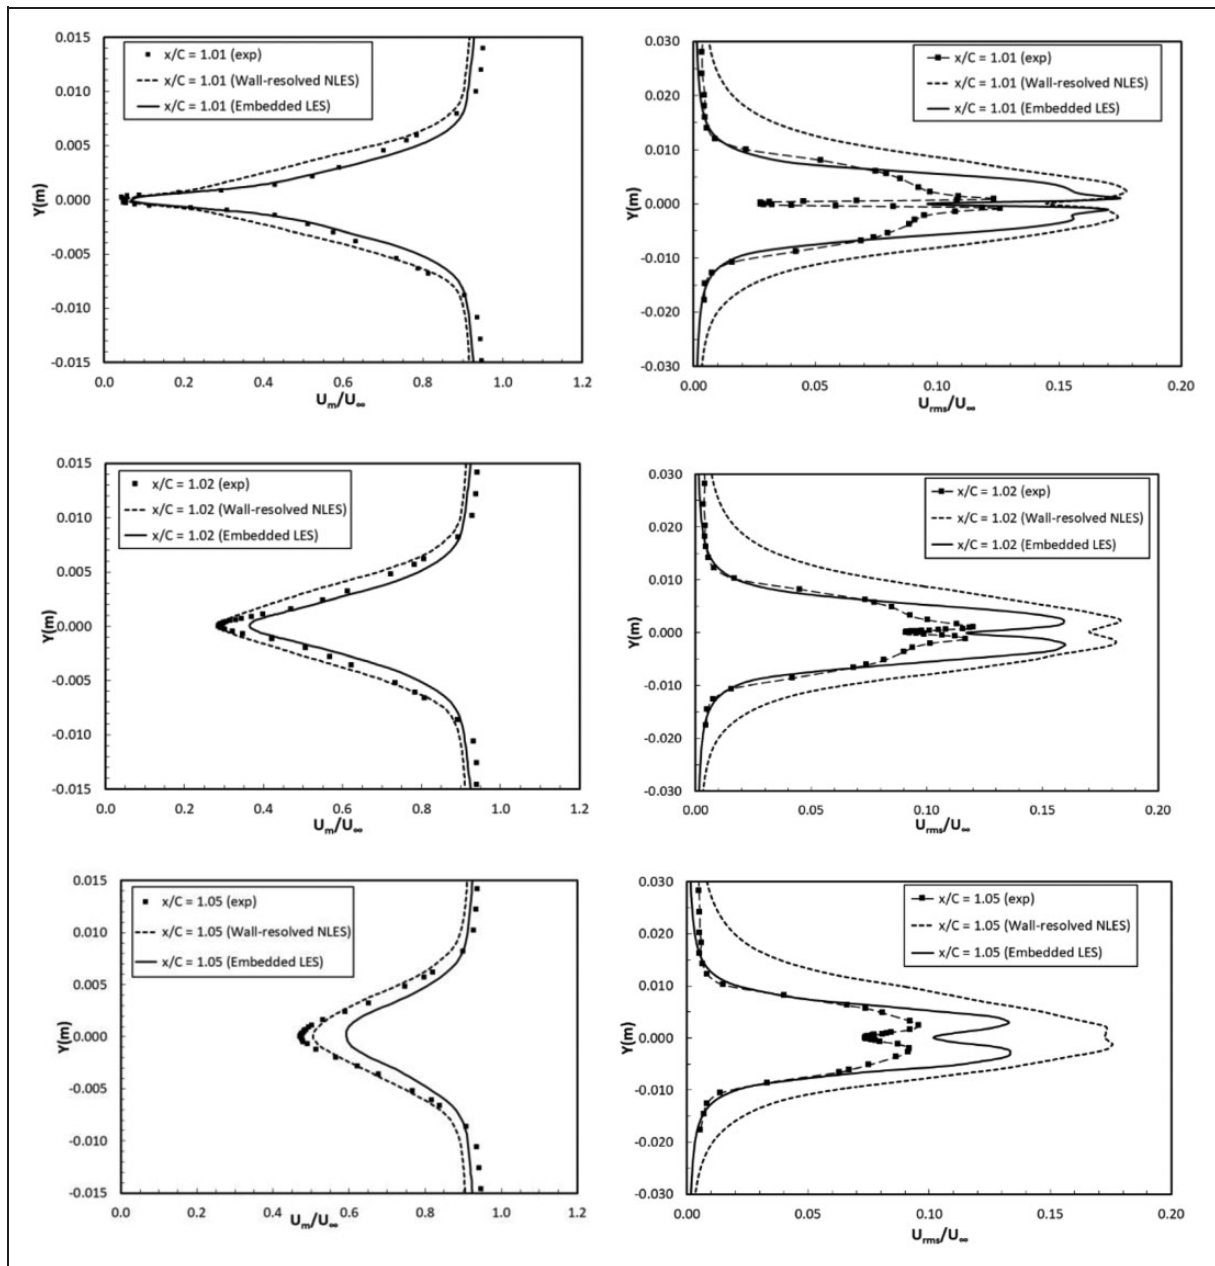 0.015
0.010
0.005
0.000
-0.005
-0.010
-0.015
Y(m)
x/C = 1.01 (exp)
x/C = 1.01 (Wall-resolved NLES)
x/C = 1.01 (Embedded LES)
0.0 0.2 0.4 0.6 0.8 1.0 1.2
Um/U∞
0.030
0.020
0.010
0.000
-0.010
-0.020
-0.030
Y(m)
x/C = 1.01 (exp)
x/C = 1.01 (Wall-resolved NLES)
x/C = 1.01 (Embedded LES)
0.00 0.05 0.10 0.15 0.20
Urms/U∞
0.015
0.010
0.005
0.000
-0.005
-0.010
-0.015
Y(m)
x/C = 1.02 (exp)
x/C = 1.02 (Wall-resolved NLES)
x/C = 1.02 (Embedded LES)
0.0 0.2 0.4 0.6 0.8 1.0 1.2
Um/U∞
0.030
0.020
0.010
0.000
-0.010
-0.020
-0.030
Y(m)
x/C = 1.02 (exp)
x/C = 1.02 (Wall-resolved NLES)
x/C = 1.02 (Embedded LES)
0.00 0.05 0.10 0.15 0.20
Urms/U∞
0.015
0.010
0.005
0.000
-0.005
-0.010
-0.015
Y(m)
x/C = 1.05 (exp)
x/C = 1.05 (Wall-resolved NLES)
x/C = 1.05 (Embedded LES)
0.0 0.2 0.4 0.6 0.8 1.0 1.2
Um/U∞
0.030
0.020
0.010
0.000
-0.010
-0.020
-0.030
Y(m)
x/C = 1.05 (exp)
x/C = 1.05 (Wall-resolved NLES)
x/C = 1.05 (Embedded LES)
0.00 0.05 0.10 0.15 0.20
Urms/U∞